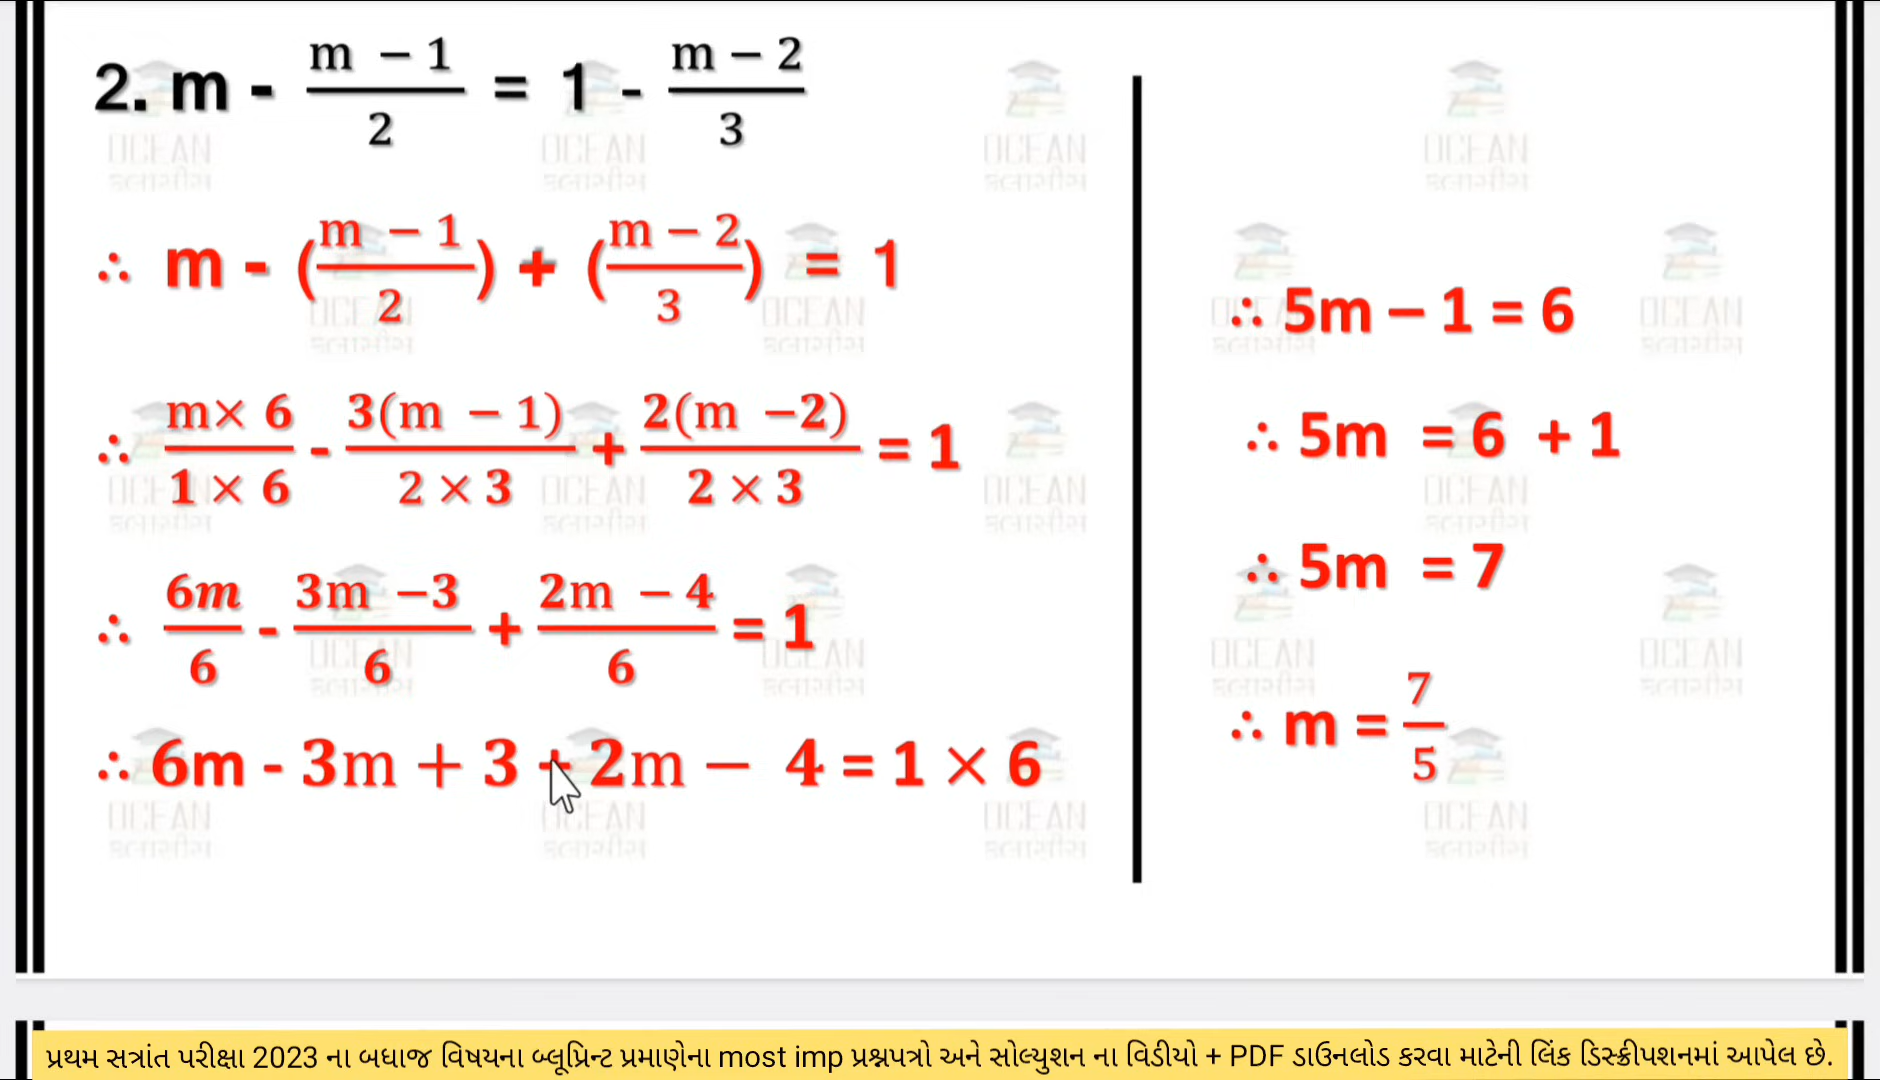 2. m - (m - 1)/2 = 1 - (m - 2)/3
∴ m - ((m - 1)/2) + ((m - 2)/3) = 1
∴ (m× 6)/(1 × 6) - 3(m - 1)/(2 × 3) + 2(m -2)/(2 × 3) = 1
∴ 6m/6 - (3m -3)/6 + (2m - 4)/6 = 1
∴ 6m - 3m + 3 + 2m - 4 = 1 × 6
∴ 5m – 1 = 6
∴ 5m = 6 + 1
∴ 5m = 7
∴ m = 7/5
પ્રથમ સત્રાંત પરીક્ષા 2023 ના બધાજ વિષયના બ્લૂપ્રિન્ટ પ્રમાણેના most imp પ્રશ્નપત્રો અને સોલ્યુશન ના વિડીયો + PDF ડાઉનલોડ કરવા માટેની લિંક ડિસ્ક્રીપશનમાં આપેલ છે.